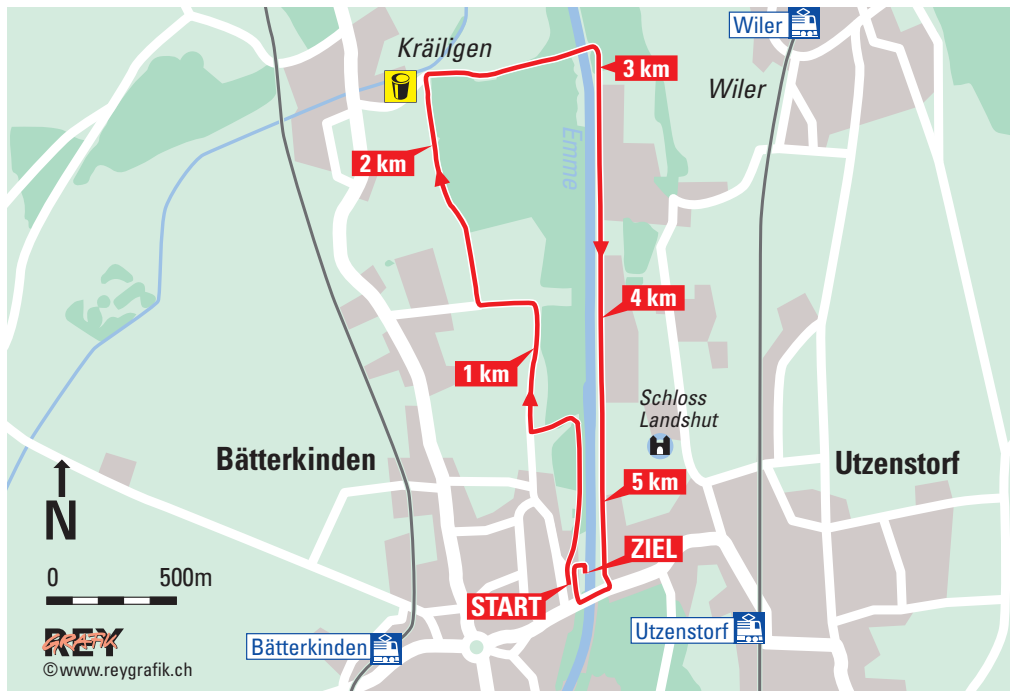 Wiler
Kräiligen
3 km
Wiler
Emme
2 km
4 km
1 km
Schloss
Landshut
Bätterkinden
Utzenstorf
5 km
N
ZIEL
0 500m
START
Utzenstorf
Bätterkinden
REY
GRAFIK
©www.reygrafik.ch